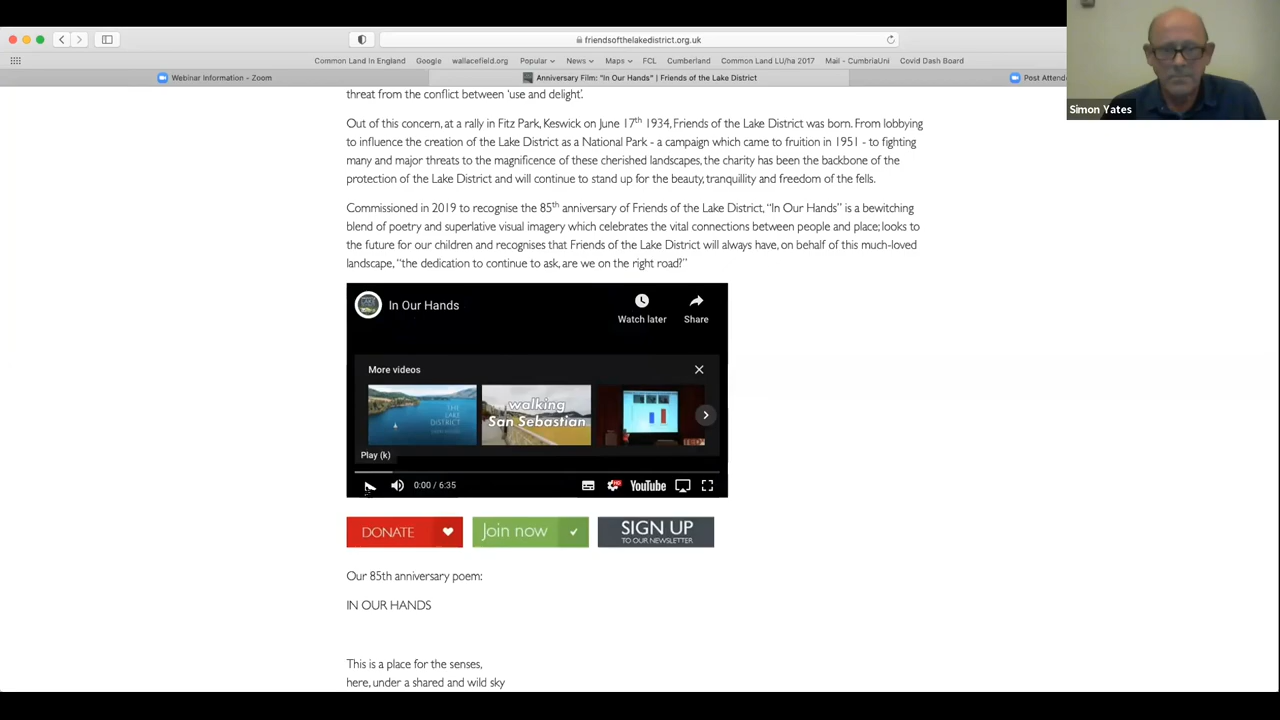 friendsofthelakedistrict.org.uk
Common Land In England Google wallacefield.org Popular News Maps FCL Cumberland Common Land LU/ha 2017 Mail - CumbriaUni Covid Dash Board
Webinar Information - Zoom Anniversary Film: "In Our Hands" | Friends of the Lake District Post Attend
Simon Yates
threat from the conflict between ‘use and delight’.
Out of this concern, at a rally in Fitz Park, Keswick on June 17th 1934, Friends of the Lake District was born. From lobbying
to influence the creation of the Lake District as a National Park - a campaign which came to fruition in 1951 - to fighting
many and major threats to the magnificence of these cherished landscapes, the charity has been the backbone of the
protection of the Lake District and will continue to stand up for the beauty, tranquillity and freedom of the fells.
Commissioned in 2019 to recognise the 85th anniversary of Friends of the Lake District, “In Our Hands” is a bewitching
blend of poetry and superlative visual imagery which celebrates the vital connections between people and place; looks to
the future for our children and recognises that Friends of the Lake District will always have, on behalf of this much-loved
landscape, “the dedication to continue to ask, are we on the right road?”
In Our Hands
Watch later Share
More videos
THE
LAKE
DISTRICT
walking
San Sebastian
TED
Play (k)
0:00 / 6:35 HD YouTube
DONATE Join now SIGN UP
TO OUR NEWSLETTER
Our 85th anniversary poem:
IN OUR HANDS
This is a place for the senses,
here, under a shared and wild sky